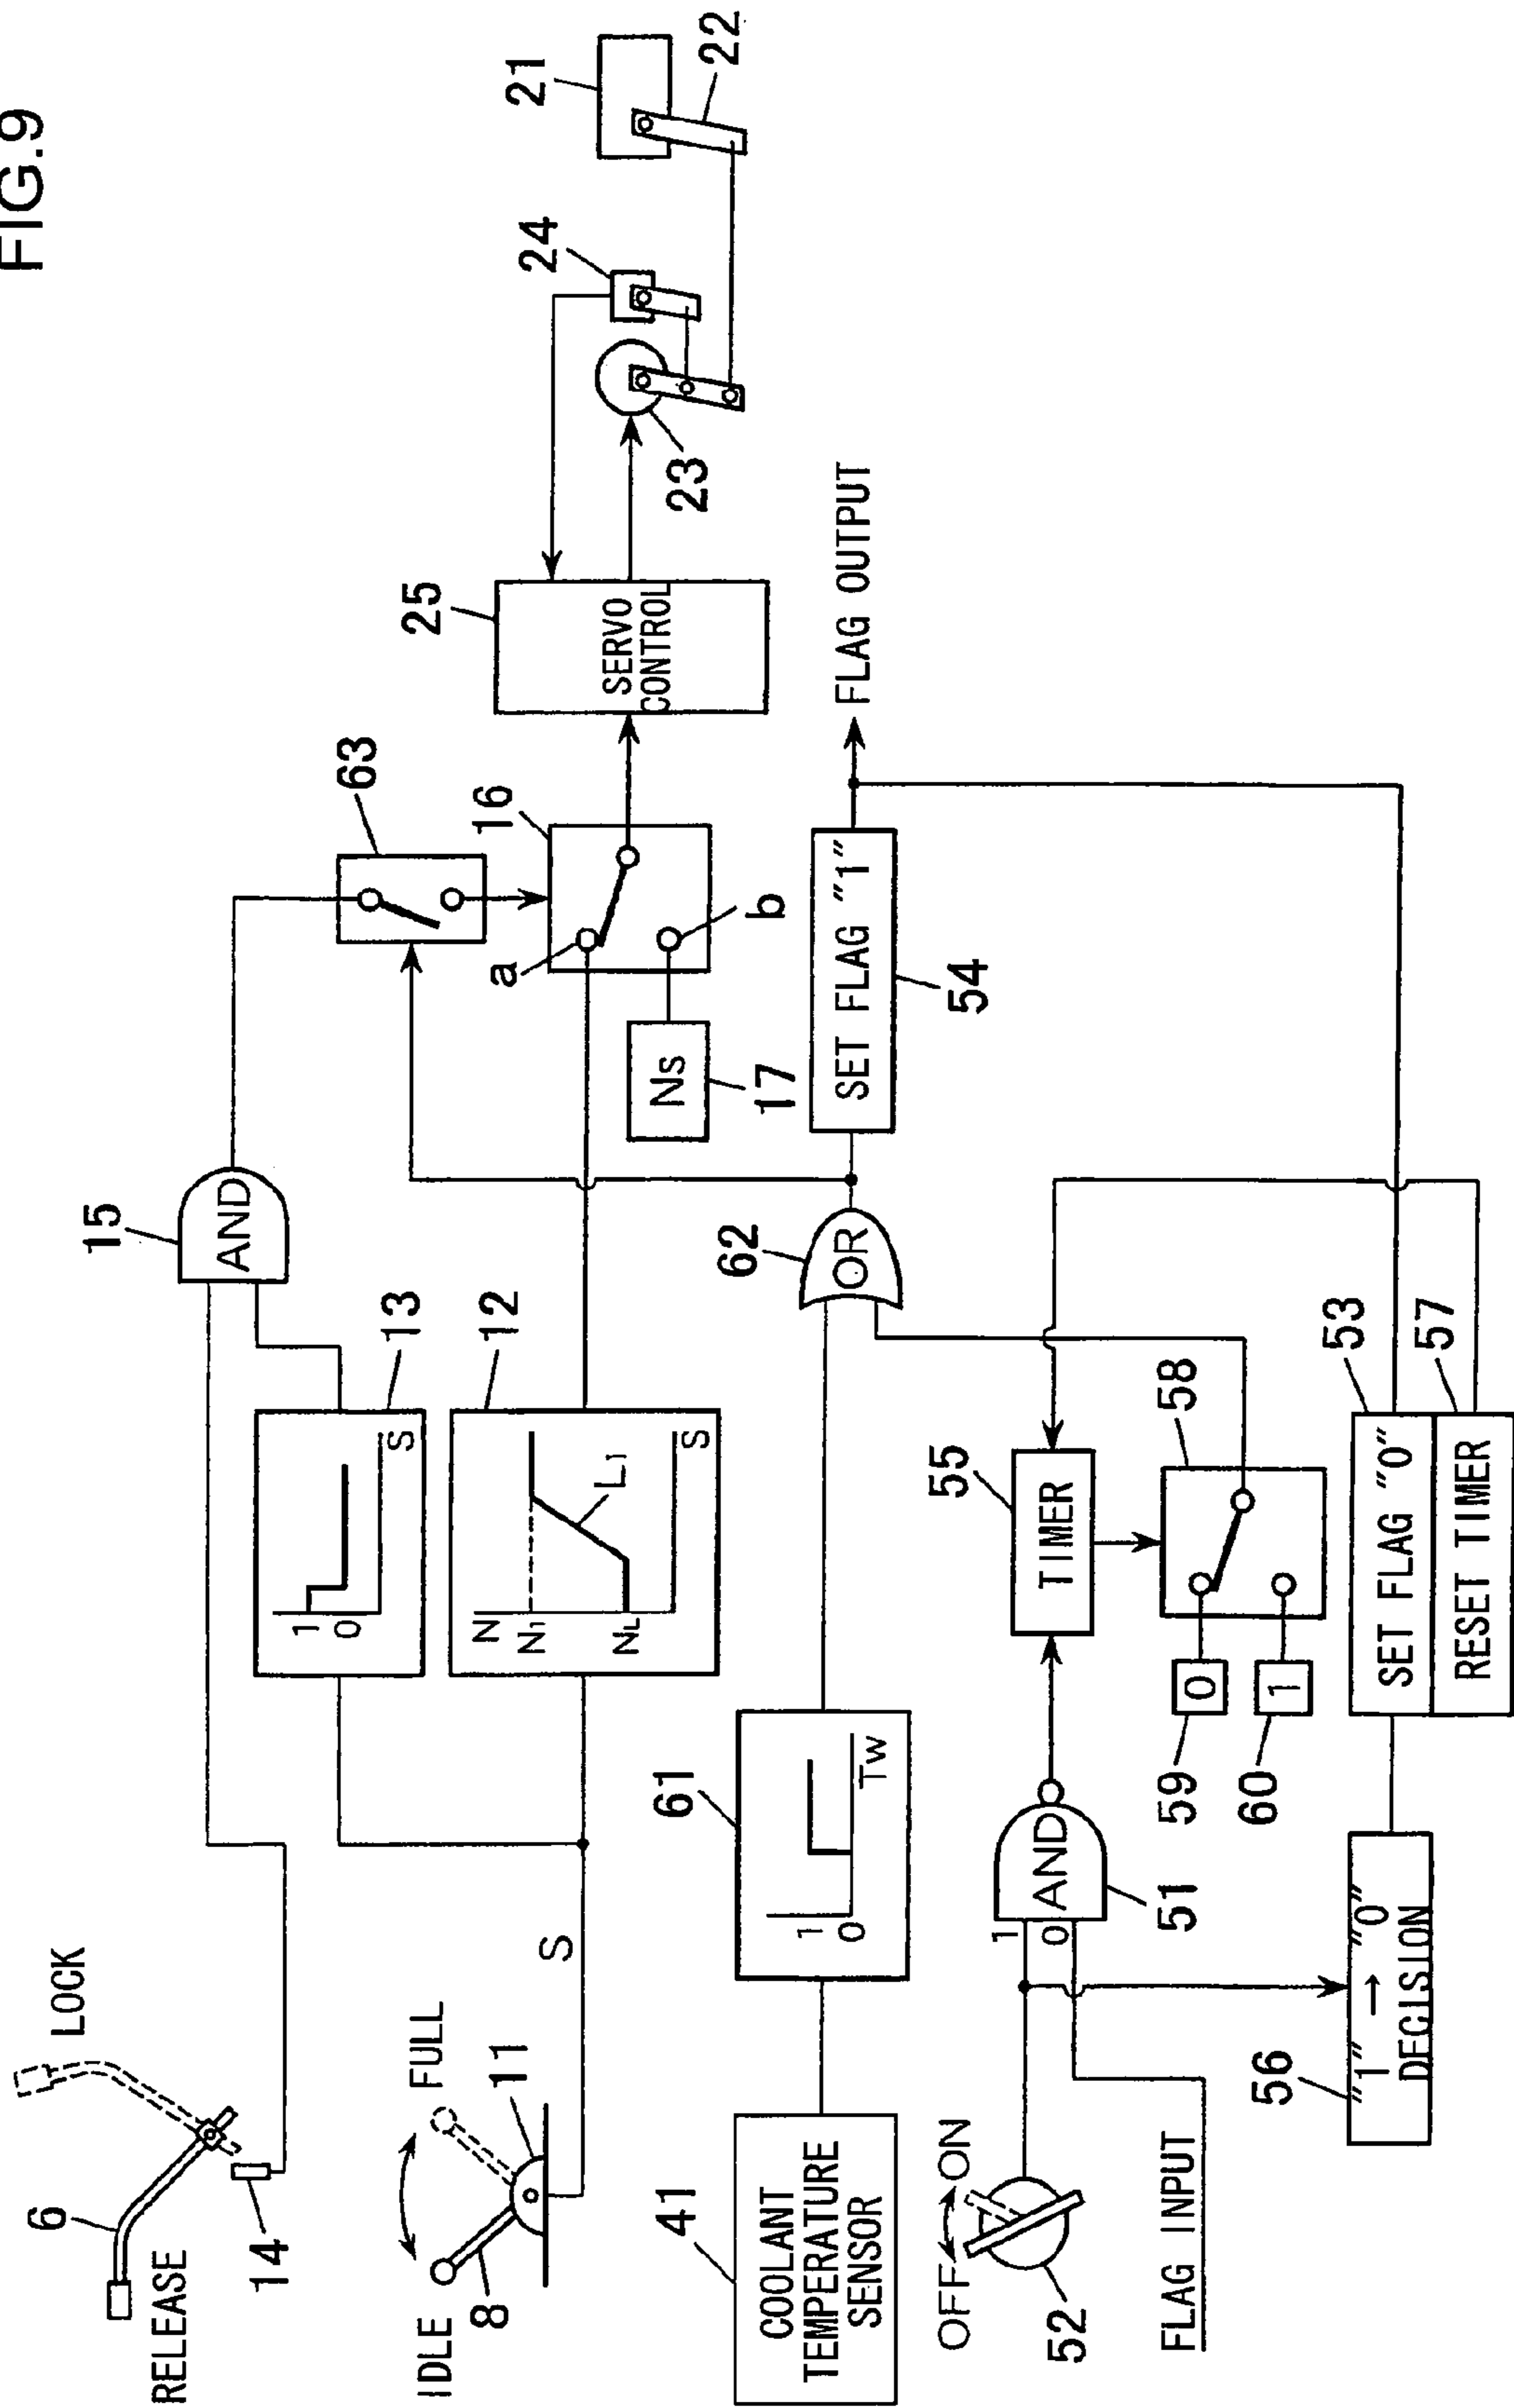 FIG.9
LOCK
6
RELEASE
14
15
AND
13
1
0
S
63
FULL
IDLE
8
11
S
12
N
N1
NL
L1
S
16
a
b
Ns
17
25
SERVO
CONTROL
24
23
21
22
41
COOLANT
TEMPERATURE
SENSOR
61
1
0
Tw
62
OR
SET FLAG "1"
54
FLAG OUTPUT
OFF
ON
52
FLAG INPUT
1
0
AND
51
55
TIMER
58
59
0
60
1
56
"1" → "0"
DECISION
53
SET FLAG "0"
57
RESET TIMER